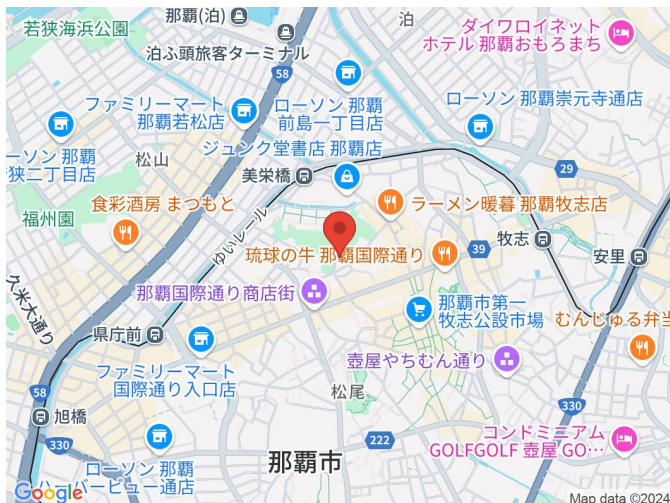 若狭海浜公園
那覇(泊)
泊
ダイワロイネット
ホテル 那覇おもろまち
泊ふ頭旅客ターミナル
58
ファミリーマート
那覇若松店
ローソン 那覇
前島一丁目店
ローソン 那覇崇元寺通店
松山
ジュンク堂書店 那覇店
ローソン 那覇
狭二丁目店
美栄橋
29
福州園
食彩酒房 まつもと
ラーメン暖暮 那覇牧志店
ゆいレール
牧志
琉球の牛 那覇国際通り
39
安里
久米大通り
那覇国際通り商店街
那覇市第一
牧志公設市場
県庁前
むんじゅる弁当
ファミリーマート
国際通り入口店
壺屋やちむん通り
松尾
58
旭橋
330
330
222
コンドミニアム
GOLFGOLF 壺屋 GO…
ローソン 那覇
ハーバービュー通店
那覇市
Google
Map data ©2024